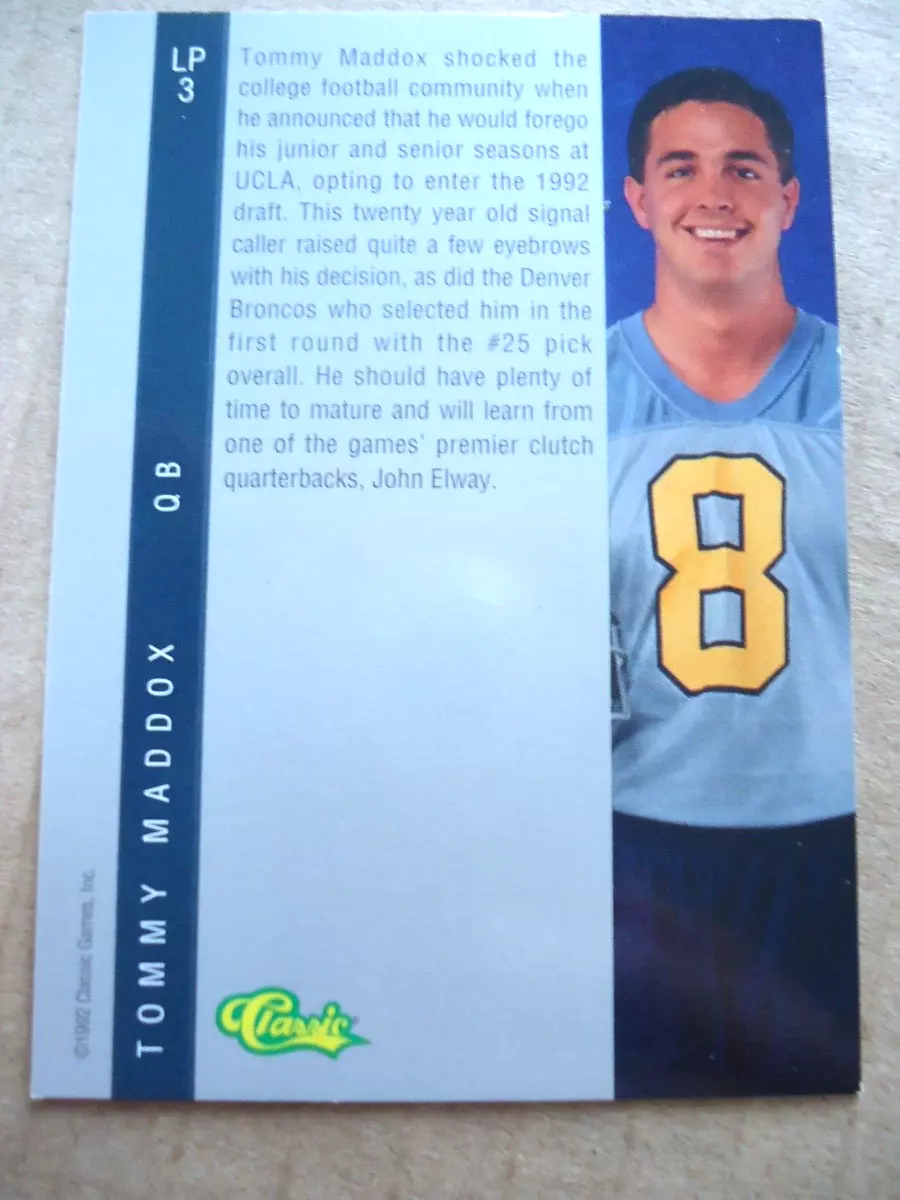 LP
3
Tommy Maddox shocked the
college football community when
he announced that he would forego
his junior and senior seasons at
UCLA, opting to enter the 1992
draft. This twenty year old signal
caller raised quite a few eyebrows
with his decision, as did the Denver
Broncos who selected him in the
first round with the #25 pick
overall. He should have plenty of
time to mature and will learn from
one of the games' premier clutch
quarterbacks, John Elway.
TOMMY MADDOX QB
©1992 Classic Games, Inc.
Classic
8